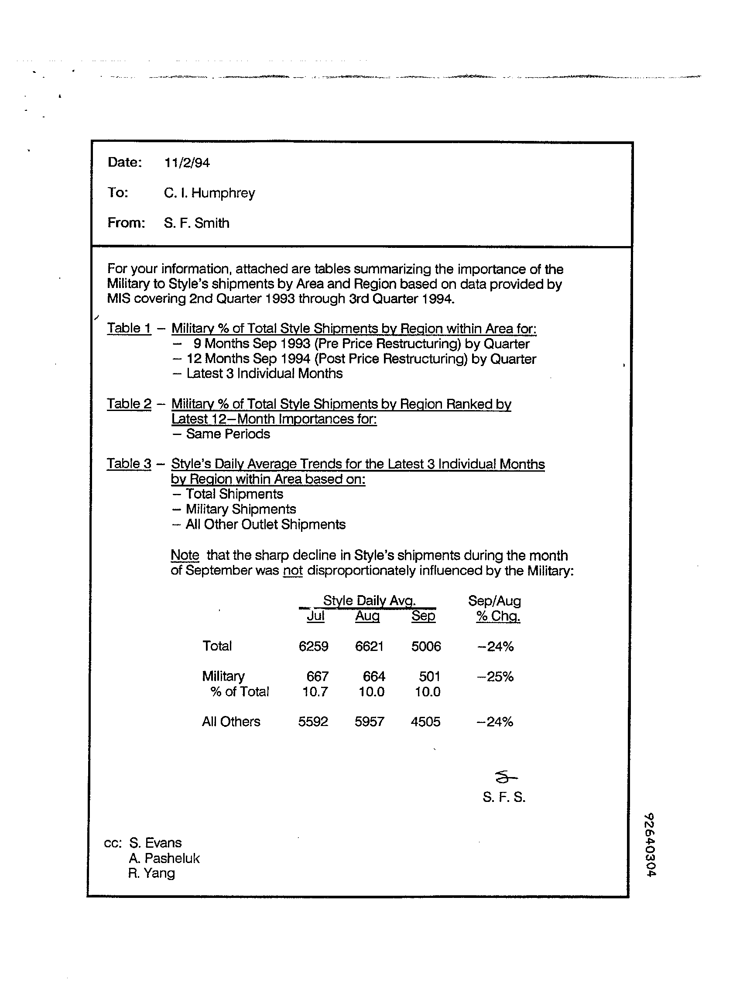 Date: 11/2/94
To: C. I. Humphrey
From: S. F. Smith
For your information, attached are tables summarizing the importance of the
Military to Style's shipments by Area and Region based on data provided by
MIS covering 2nd Quarter 1993 through 3rd Quarter 1994.
Table 1 – Military % of Total Style Shipments by Region within Area for:
– 9 Months Sep 1993 (Pre Price Restructuring) by Quarter
– 12 Months Sep 1994 (Post Price Restructuring) by Quarter
– Latest 3 Individual Months
Table 2 – Military % of Total Style Shipments by Region Ranked by
Latest 12–Month Importances for:
– Same Periods
Table 3 – Style's Daily Average Trends for the Latest 3 Individual Months
by Region within Area based on:
– Total Shipments
– Military Shipments
– All Other Outlet Shipments
Note that the sharp decline in Style's shipments during the month
of September was not disproportionately influenced by the Military:
Style Daily Avg. Sep/Aug
Jul Aug Sep % Chg.
Total 6259 6621 5006 –24%
Military 667 664 501 –25%
% of Total 10.7 10.0 10.0
All Others 5592 5957 4505 –24%
S. F. S.
cc: S. Evans
A. Pasheluk
R. Yang
92640304